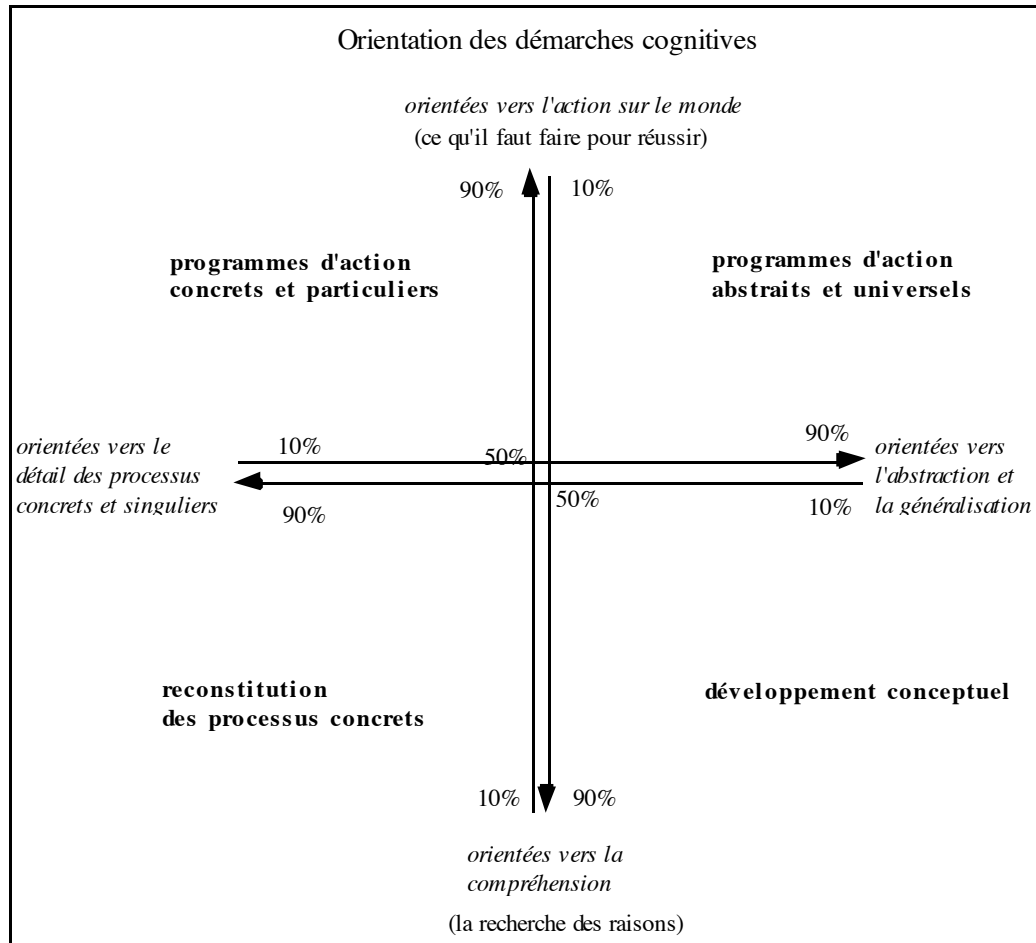 Orientation des démarches cognitives
orientées vers l'action sur le monde
(ce qu'il faut faire pour réussir)
90%
10%
programmes d'action
concrets et particuliers
programmes d'action
abstraits et universels
orientées vers le
détail des processus
concrets et singuliers
10%
90%
50%
50%
90%
10%
orientées vers
l'abstraction et
la généralisation
reconstitution
des processus concrets
développement conceptuel
10%
90%
orientées vers la
compréhension
(la recherche des raisons)